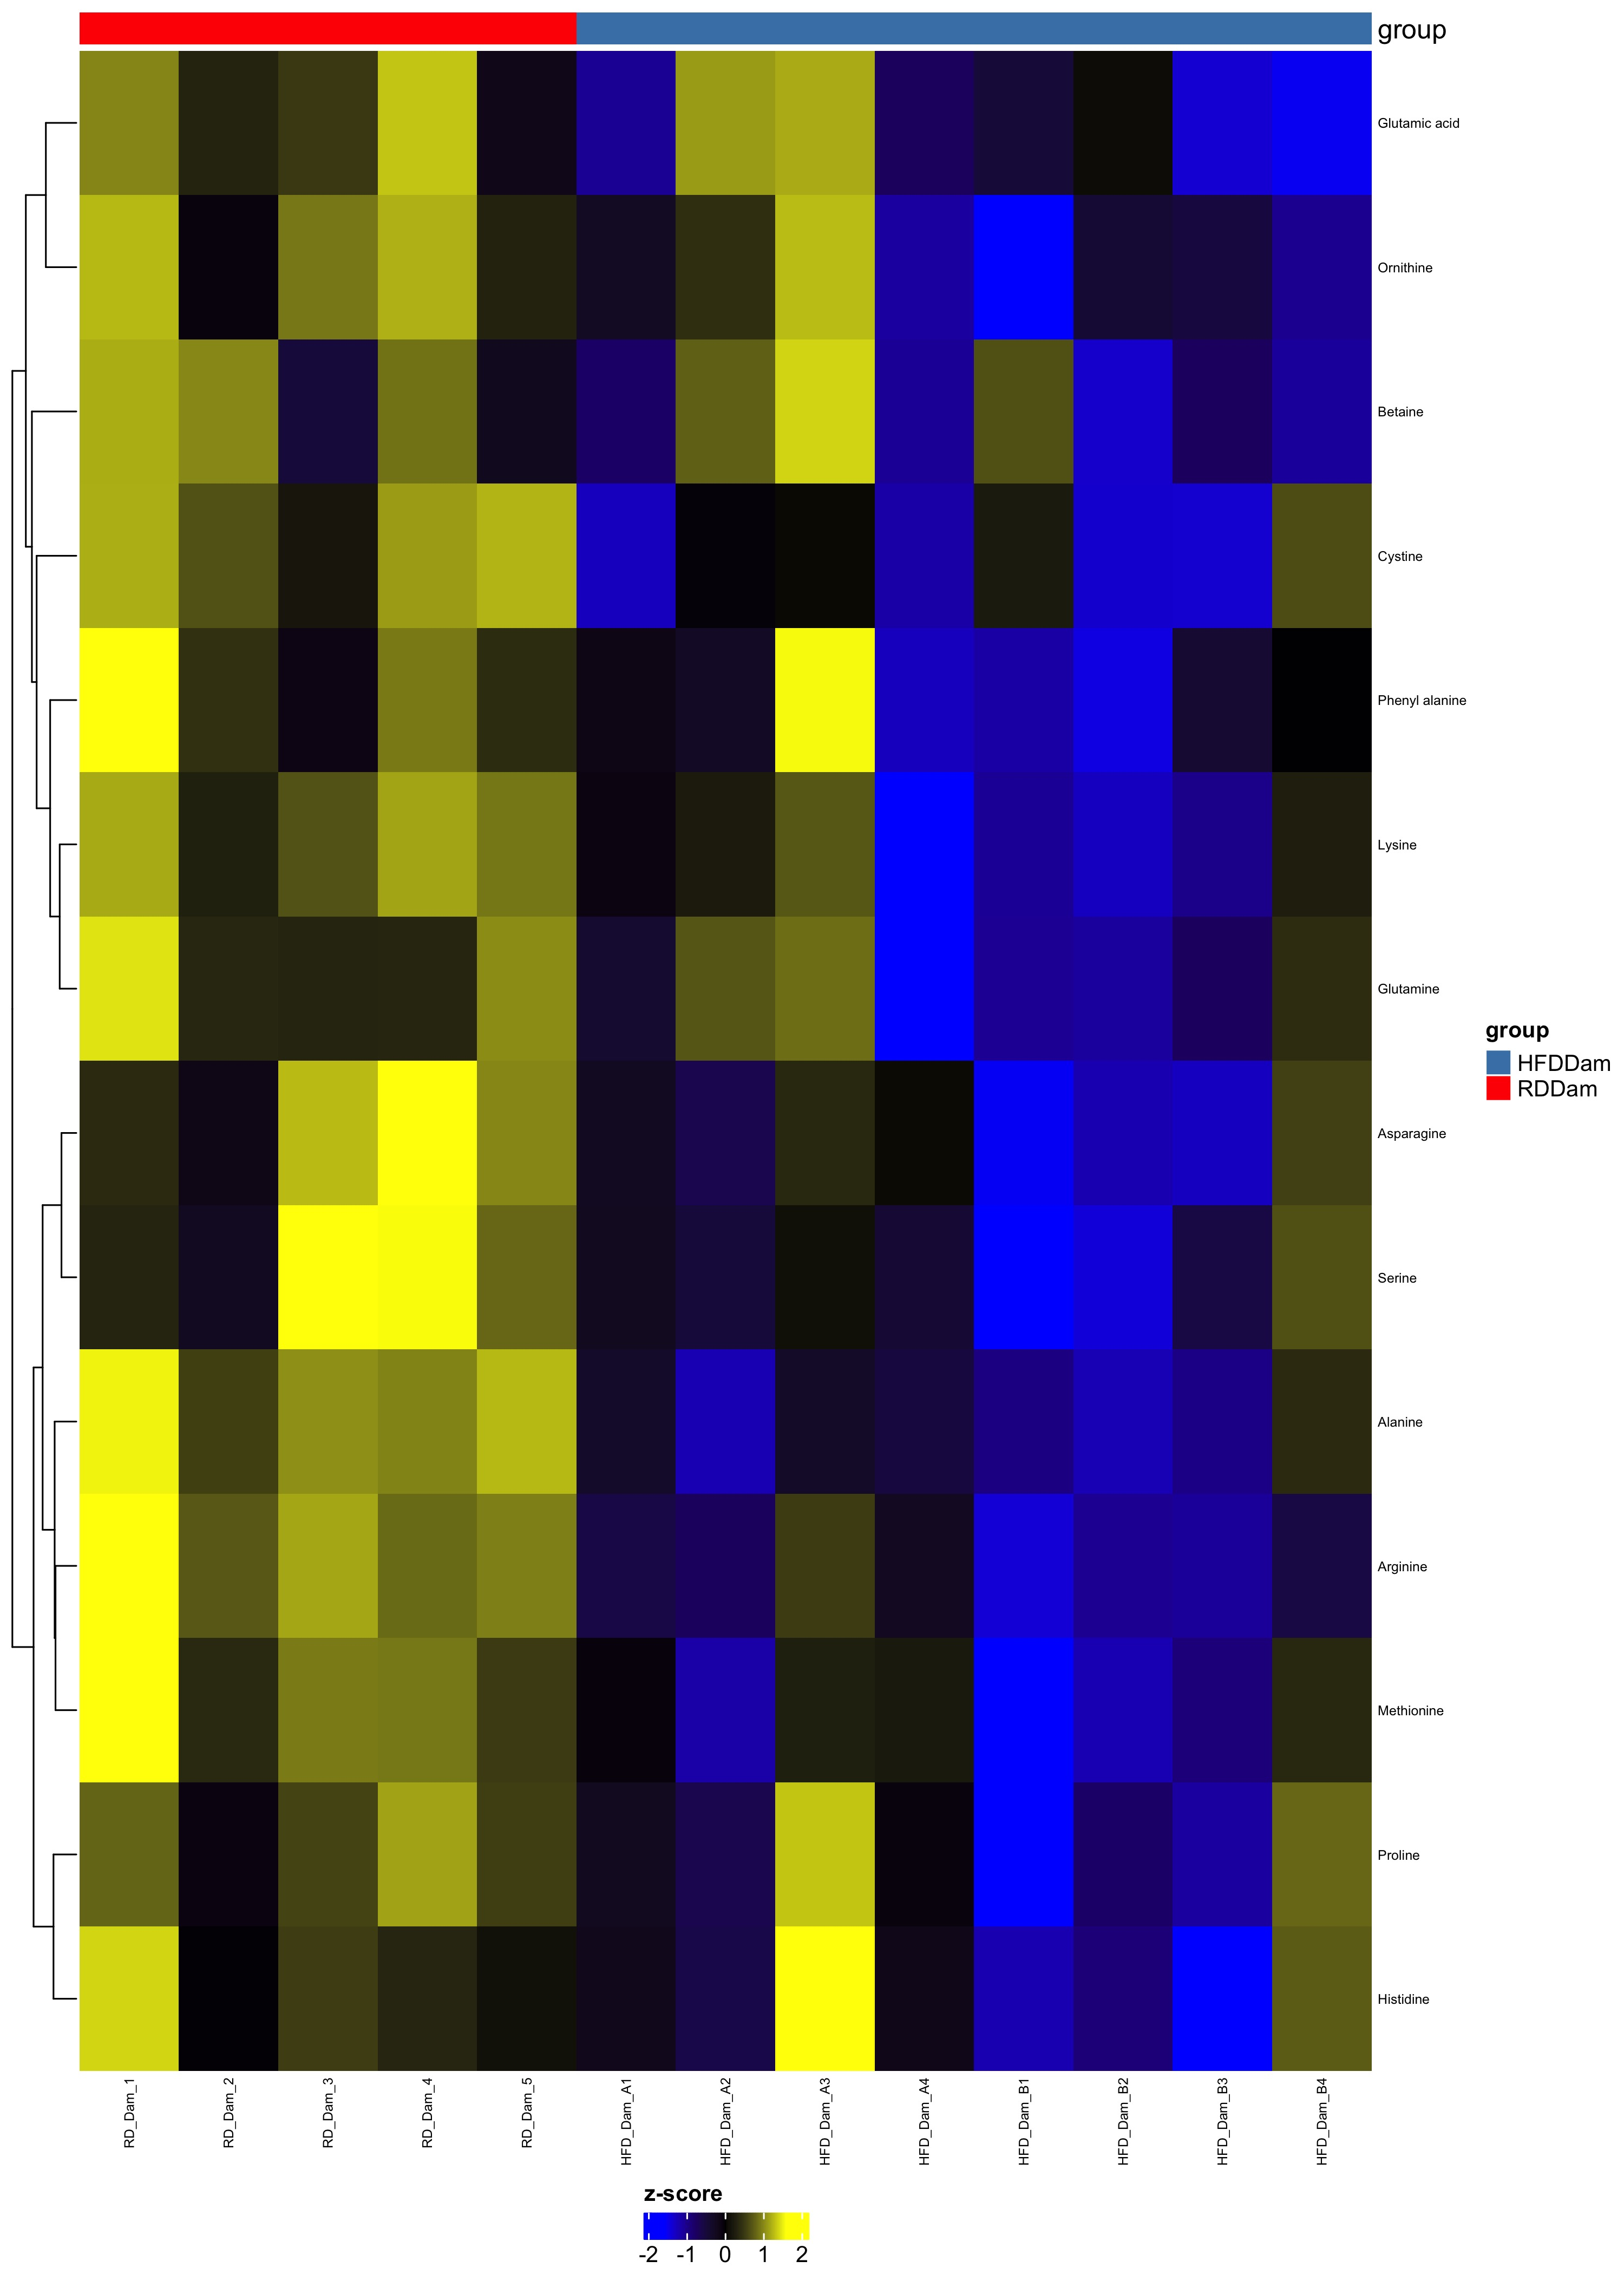 group
Glutamic acid
Ornithine
Betaine
Cystine
Phenyl alanine
Lysine
Glutamine
group
HFDDam
RDDam
Asparagine
Serine
Alanine
Arginine
Methionine
Proline
Histidine
RD_Dam_1
RD_Dam_2
RD_Dam_3
RD_Dam_4
RD_Dam_5
HFD_Dam_A1
HFD_Dam_A2
HFD_Dam_A3
HFD_Dam_A4
HFD_Dam_B1
HFD_Dam_B2
HFD_Dam_B3
HFD_Dam_B4
z-score
-2 -1 0 1 2